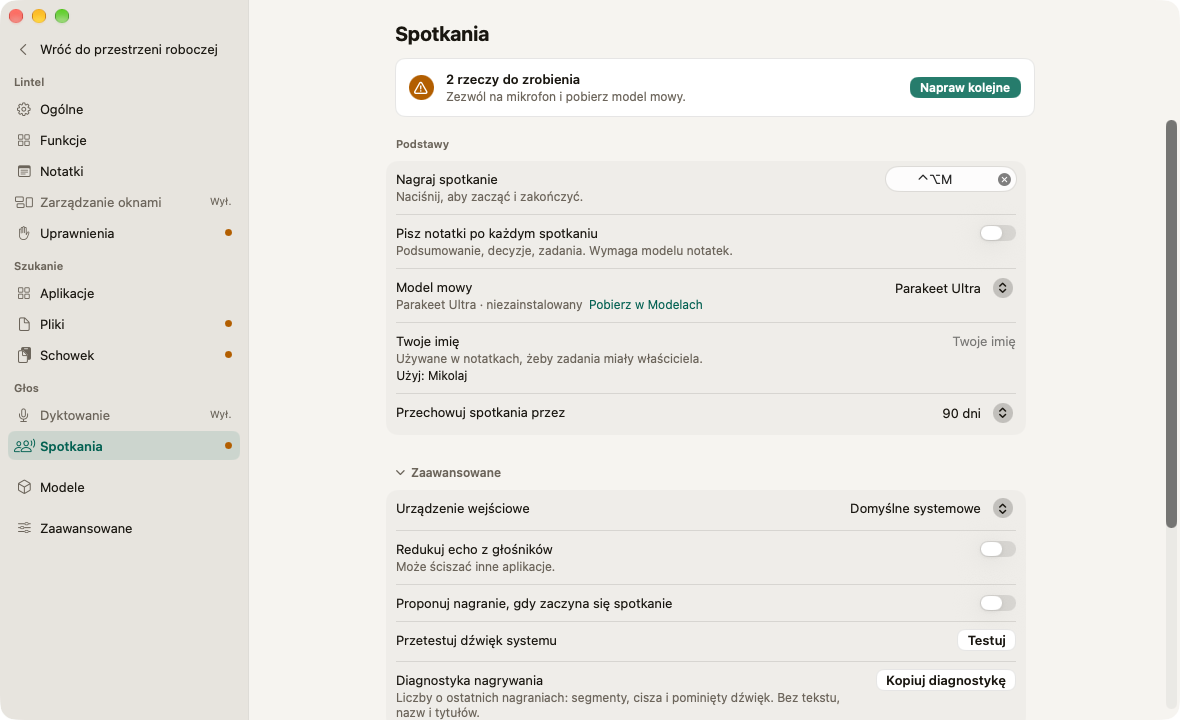 Wróć do przestrzeni roboczej
Lintel
Ogólne
Funkcje
Notatki
Zarządzanie oknami Wył.
Uprawnienia
Szukanie
Aplikacje
Pliki
Schowek
Głos
Dyktowanie Wył.
Spotkania
Modele
Zaawansowane
Spotkania
2 rzeczy do zrobienia
Zezwól na mikrofon i pobierz model mowy.
Napraw kolejne
Podstawy
Nagraj spotkanie
Naciśnij, aby zacząć i zakończyć.
⌃⌥M
Pisz notatki po każdym spotkaniu
Podsumowanie, decyzje, zadania. Wymaga modelu notatek.
Model mowy
Parakeet Ultra · niezainstalowany Pobierz w Modelach
Parakeet Ultra
Twoje imię
Używane w notatkach, żeby zadania miały właściciela.
Użyj: Mikolaj
Twoje imię
Przechowuj spotkania przez
90 dni
Zaawansowane
Urządzenie wejściowe
Domyślne systemowe
Redukuj echo z głośników
Może ściszać inne aplikacje.
Proponuj nagranie, gdy zaczyna się spotkanie
Przetestuj dźwięk systemu
Testuj
Diagnostyka nagrywania
Liczby o ostatnich nagraniach: segmenty, cisza i pominięty dźwięk. Bez tekstu,
nazw i tytułów.
Kopiuj diagnostykę